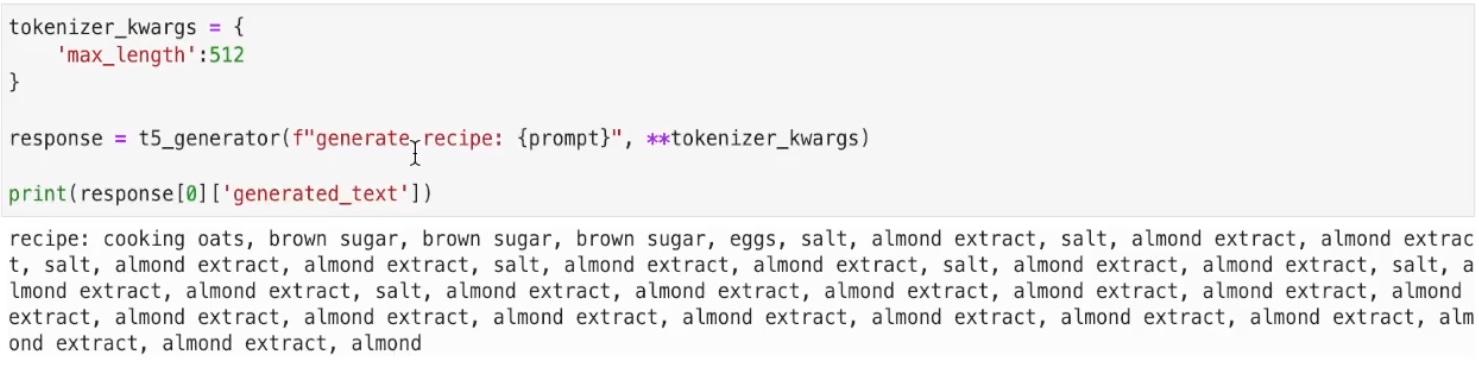 tokenizer_kwargs = {
    'max_length':512
}
response = t5_generator(f"generate recipe: {prompt}", **tokenizer_kwargs)
print(response[0]['generated_text'])
recipe: cooking oats, brown sugar, brown sugar, brown sugar, eggs, salt, almond extract, salt, almond extract, almond extrac
t, salt, almond extract, almond extract, salt, almond extract, almond extract, salt, almond extract, almond extract, salt, a
lmond extract, almond extract, salt, almond extract, almond extract, almond extract, almond extract, almond extract, almond
extract, almond extract, almond extract, almond extract, almond extract, almond extract, almond extract, almond extract, alm
ond extract, almond extract, almond